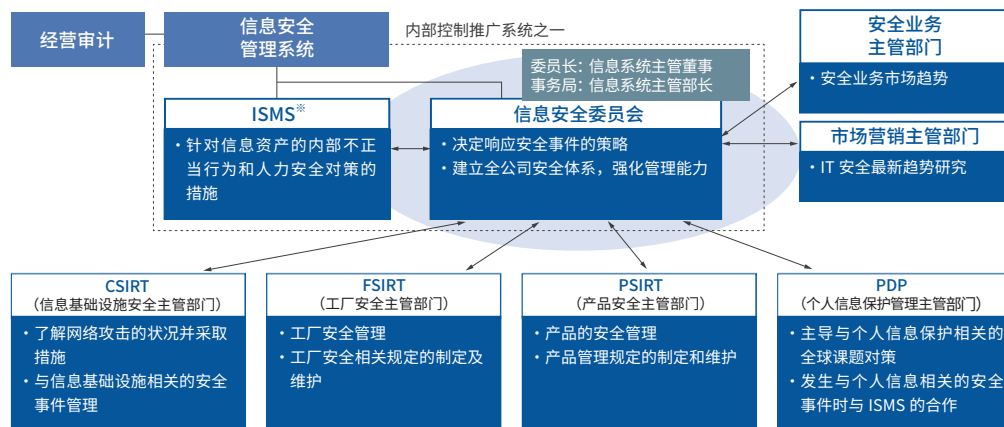 经营审计
信息安全
管理系统
内部控制推广系统之一
委员长：信息系统主管董事
事务局：信息系统主管部长
安全业务
主管部门
・安全业务市场趋势
ISMS※
・针对信息资产的内部不正
当行为和人力安全对策的
措施
信息安全委员会
・决定响应安全事件的策略
・建立全公司安全体系，强化管理能力
市场营销主管部门
・IT 安全最新趋势研究
CSIRT
（信息基础设施安全主管部门）
・了解网络攻击的状况并采取
措施
・与信息基础设施相关的安全
事件管理
FSIRT
（工厂安全主管部门）
・工厂安全管理
・工厂安全相关规定的制定及
维护
PSIRT
（产品安全主管部门）
・产品的安全管理
・产品管理规定的制定和维护
PDP
（个人信息保护管理主管部门）
・主导与个人信息保护相关的
全球课题对策
・发生与个人信息相关的安全
事件时与 ISMS 的合作